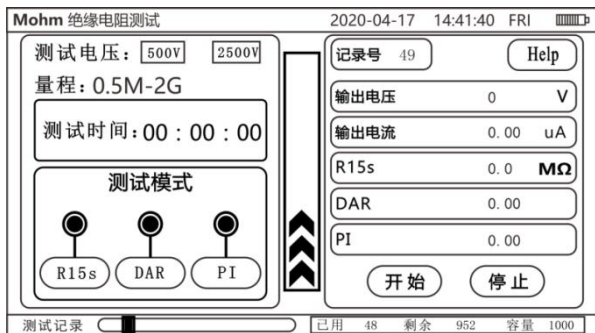 Mohm 绝缘电阻测试 2020-04-17 14:41:40 FRI
测试电压: 500V 2500V
量程: 0.5M-2G
测试时间:00 : 00 : 00
测试模式
R15s DAR PI
记录号 49 Help
输出电压 0 V
输出电流 0.00 uA
R15s 0.0 MΩ
DAR 0.00
PI 0.00
开始 停止
测试记录 已用 48 剩余 952 容量 1000